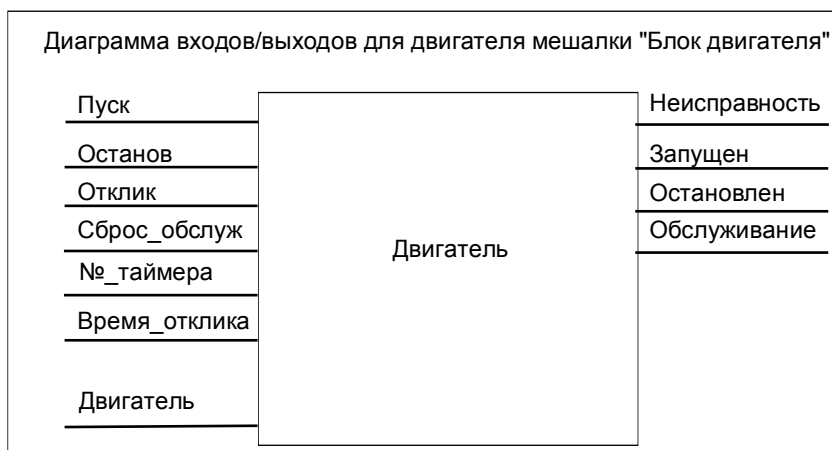 Диаграмма входов/выходов для двигателя мешалки "Блок двигателя"
Пуск
Останов
Отклик
Сброс_обслуж
№_таймера
Время_отклика
Двигатель
Двигатель
Неисправность
Запущен
Остановлен
Обслуживание